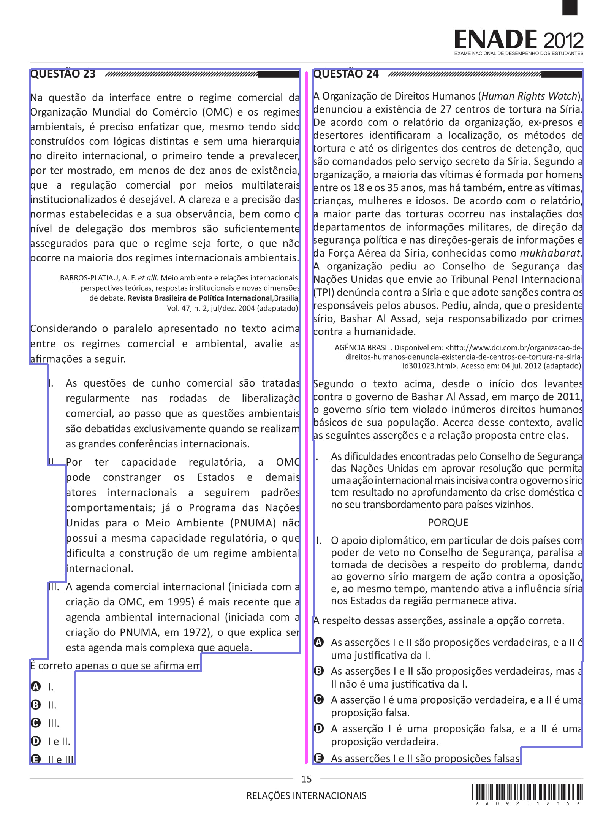 ENADE 2012
EXAME NACIONAL DE DESEMPENHO DOS ESTUDANTES
QUESTÃO 23
Na questão da interface entre o regime comercial da
Organização Mundial do Comércio (OMC) e os regimes
ambientais, é preciso enfatizar que, mesmo tendo sido
construídos com lógicas distintas e sem uma hierarquia
no direito internacional, o primeiro tende a prevalecer,
por ter mostrado, em menos de dez anos de existência,
que a regulação comercial por meios multilaterais
institucionalizados é desejável. A clareza e a precisão das
normas estabelecidas e a sua observância, bem como o
nível de delegação dos membros são suficientemente
assegurados para que o regime seja forte, o que não
ocorre na maioria dos regimes internacionais ambientais.
BARROS-PLATIAU, A. F. et alii. Meio ambiente e relações internacionais:
perspectivas teóricas, respostas institucionais e novas dimensões
de debate. Revista Brasileira de Política Internacional, Brasília,
Vol. 47, n. 2, jul/dez. 2004 (adaptado).
Considerando o paralelo apresentado no texto acima
entre os regimes comercial e ambiental, avalie as
afirmações a seguir.
I. As questões de cunho comercial são tratadas
regularmente nas rodadas de liberalização
comercial, ao passo que as questões ambientais
são debatidas exclusivamente quando se realizam
as grandes conferências internacionais.
II. Por ter capacidade regulatória, a OMC
pode constranger os Estados e demais
atores internacionais a seguirem padrões
comportamentais; já o Programa das Nações
Unidas para o Meio Ambiente (PNUMA) não
possui a mesma capacidade regulatória, o que
dificulta a construção de um regime ambiental
internacional.
III. A agenda comercial internacional (iniciada com a
criação da OMC, em 1995) é mais recente que a
agenda ambiental internacional (iniciada com a
criação do PNUMA, em 1972), o que explica ser
esta agenda mais complexa que aquela.
É correto apenas o que se afirma em
A I.
B II.
C III.
D I e II.
E II e III.
QUESTÃO 24
A Organização de Direitos Humanos (Human Rights Watch),
denunciou a existência de 27 centros de tortura na Síria.
De acordo com o relatório da organização, ex-presos e
desertores identificaram a localização, os métodos de
tortura e até os dirigentes dos centros de detenção, que
são comandados pelo serviço secreto da Síria. Segundo a
organização, a maioria das vítimas é formada por homens
entre os 18 e os 35 anos, mas há também, entre as vítimas,
crianças, mulheres e idosos. De acordo com o relatório,
a maior parte das torturas ocorreu nas instalações dos
departamentos de informações militares, de direção da
segurança política e nas direções-gerais de informações e
da Força Aérea da Síria, conhecidas como mukhabarat.
A organização pediu ao Conselho de Segurança das
Nações Unidas que envie ao Tribunal Penal Internacional
(TPI) denúncia contra a Síria e que adote sanções contra os
responsáveis pelos abusos. Pediu, ainda, que o presidente
sírio, Bashar Al Assad, seja responsabilizado por crimes
contra a humanidade.
AGÊNCIA BRASIL. Disponível em: <http://www.dci.com.br/organizacao-de-
direitos-humanos-denuncia-existencia-de-centros-de-tortura-na-siria-
id301023.html>. Acesso em: 04 jul. 2012 (adaptado).
Segundo o texto acima, desde o início dos levantes
contra o governo de Bashar Al Assad, em março de 2011,
o governo sírio tem violado inúmeros direitos humanos
básicos de sua população. Acerca desse contexto, avalie
as seguintes asserções e a relação proposta entre elas.
I. As dificuldades encontradas pelo Conselho de Segurança
das Nações Unidas em aprovar resolução que permita
uma ação internacional mais incisiva contra o governo sírio
tem resultado no aprofundamento da crise doméstica e
no seu transbordamento para países vizinhos.
PORQUE
II. O apoio diplomático, em particular de dois países com
poder de veto no Conselho de Segurança, paralisa a
tomada de decisões a respeito do problema, dando
ao governo sírio margem de ação contra a oposição,
e, ao mesmo tempo, mantendo ativa a influência síria
nos Estados da região permanece ativa.
A respeito dessas asserções, assinale a opção correta.
A As asserções I e II são proposições verdadeiras, e a II é
uma justificativa da I.
B As asserções I e II são proposições verdadeiras, mas a
II não é uma justificativa da I.
C A asserção I é uma proposição verdadeira, e a II é uma
proposição falsa.
D A asserção I é uma proposição falsa, e a II é uma
proposição verdadeira.
E As asserções I e II são proposições falsas.
15
RELAÇÕES INTERNACIONAIS